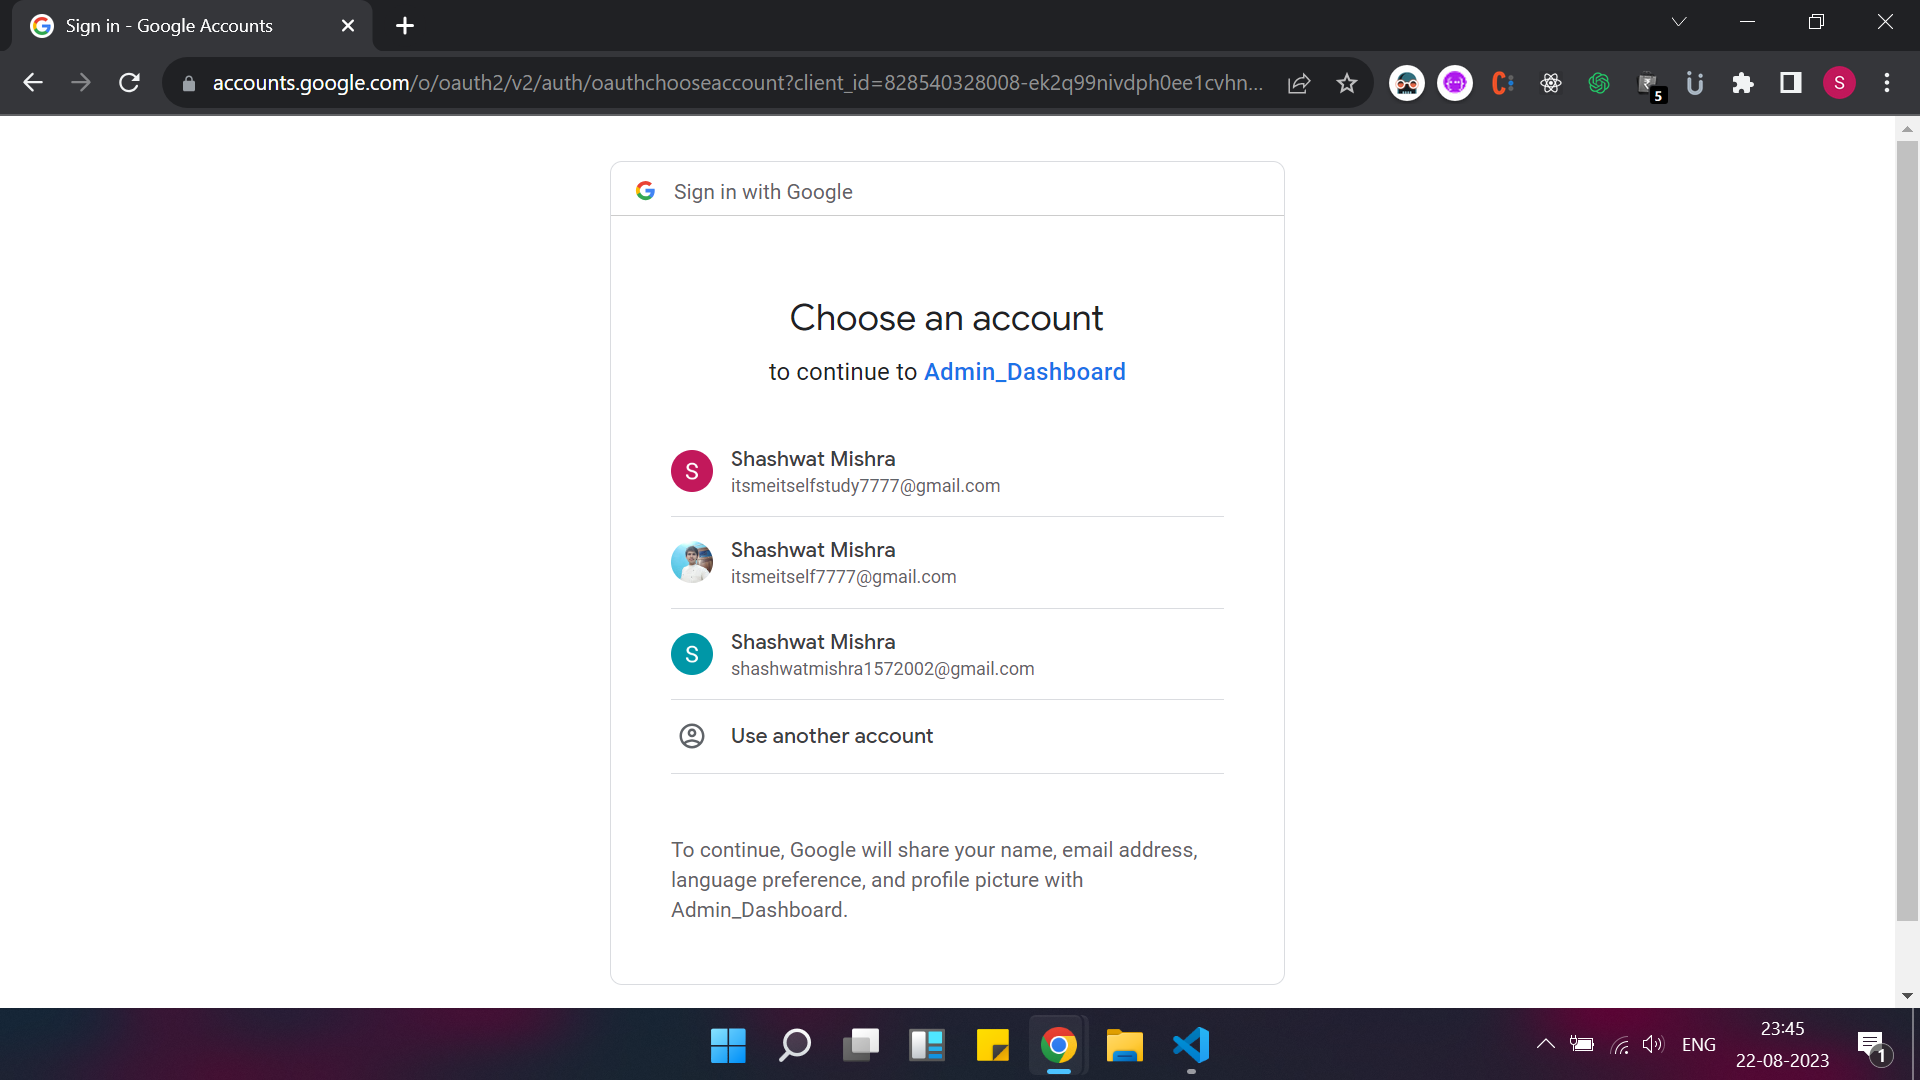 Sign in - Google Accounts
accounts.google.com/o/oauth2/v2/auth/oauthchooseaccount?client_id=828540328008-ek2q99nivdph0ee1cvhn...
5
S
Sign in with Google
Choose an account
to continue to Admin_Dashboard
S
Shashwat Mishra
itsmeitselfstudy7777@gmail.com
Shashwat Mishra
itsmeitself7777@gmail.com
S
Shashwat Mishra
shashwatmishra1572002@gmail.com
Use another account
To continue, Google will share your name, email address,
language preference, and profile picture with
Admin_Dashboard.
ENG
23:45
22-08-2023
1